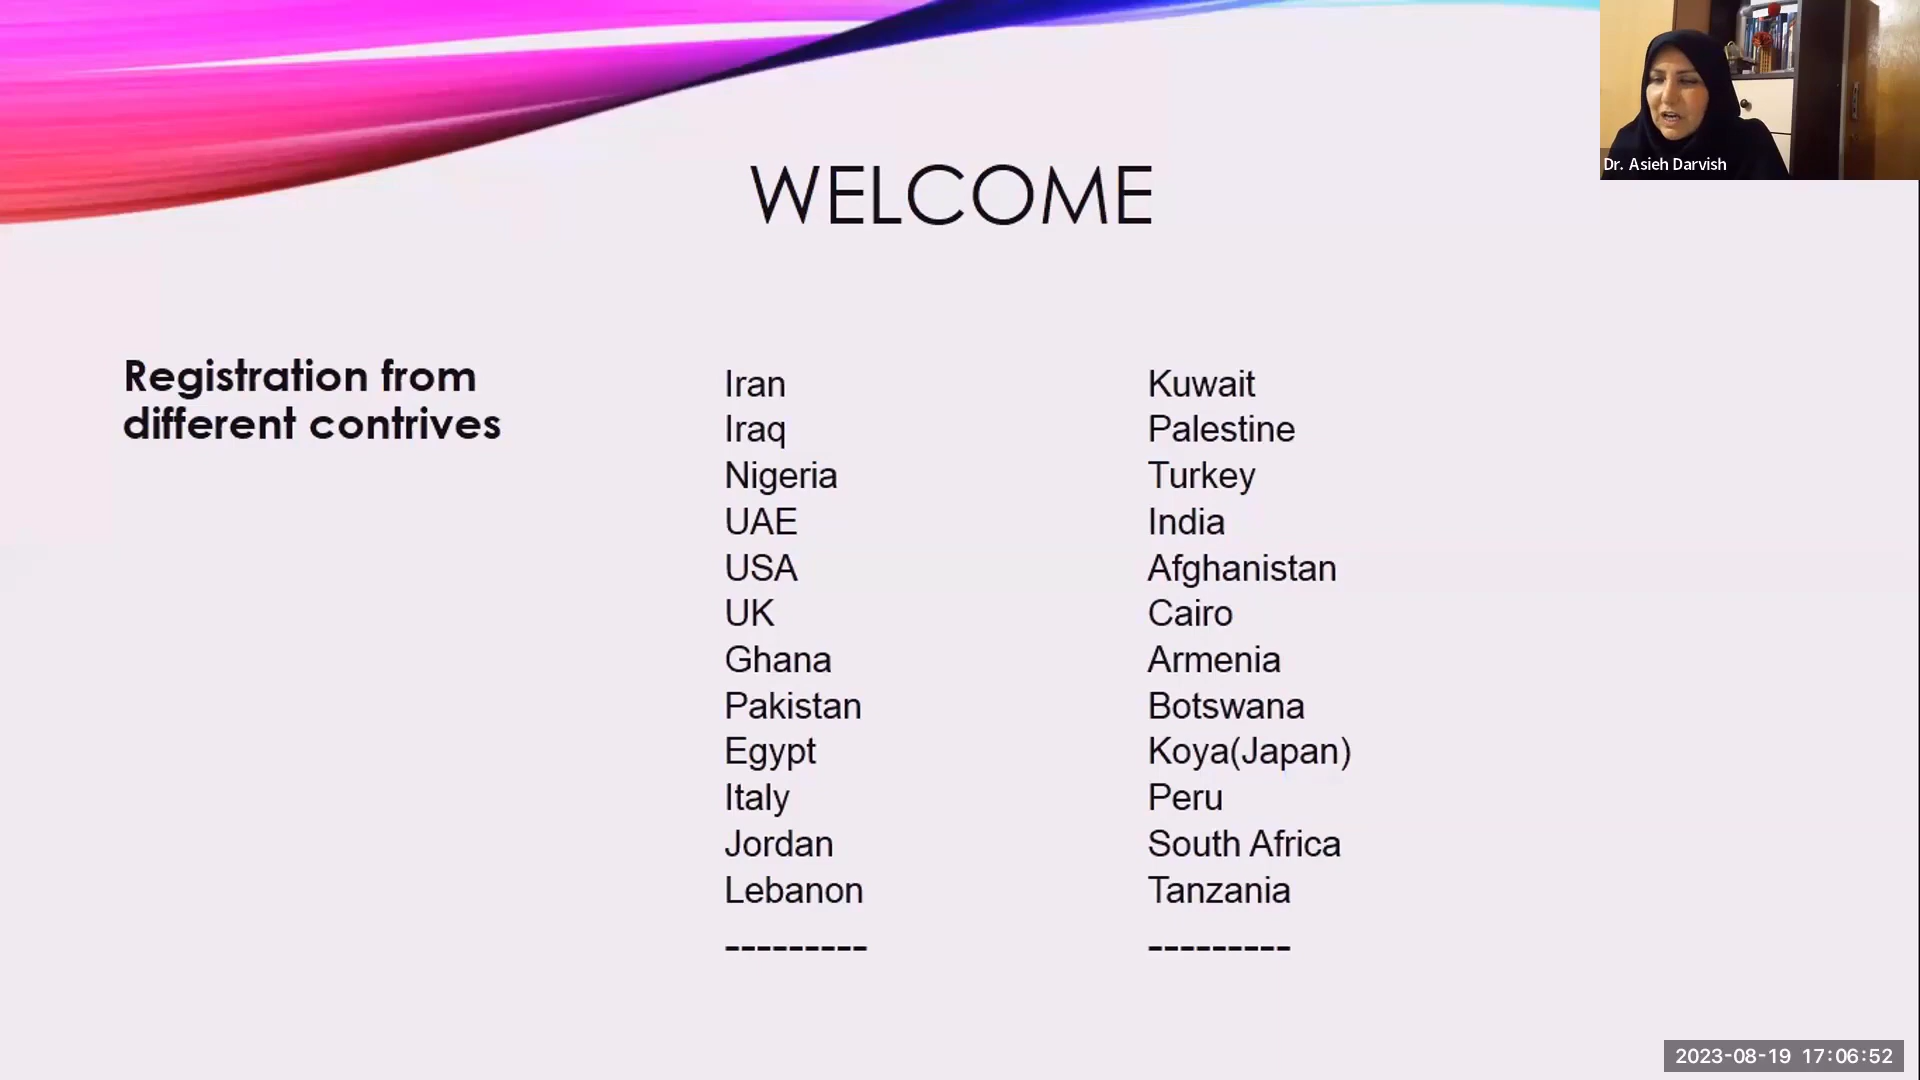 Dr. Asieh Darvish
WELCOME
Registration from
different contrives
Iran
Iraq
Nigeria
UAE
USA
UK
Ghana
Pakistan
Egypt
Italy
Jordan
Lebanon
---------
Kuwait
Palestine
Turkey
India
Afghanistan
Cairo
Armenia
Botswana
Koya(Japan)
Peru
South Africa
Tanzania
---------
2023-08-19 17:06:52